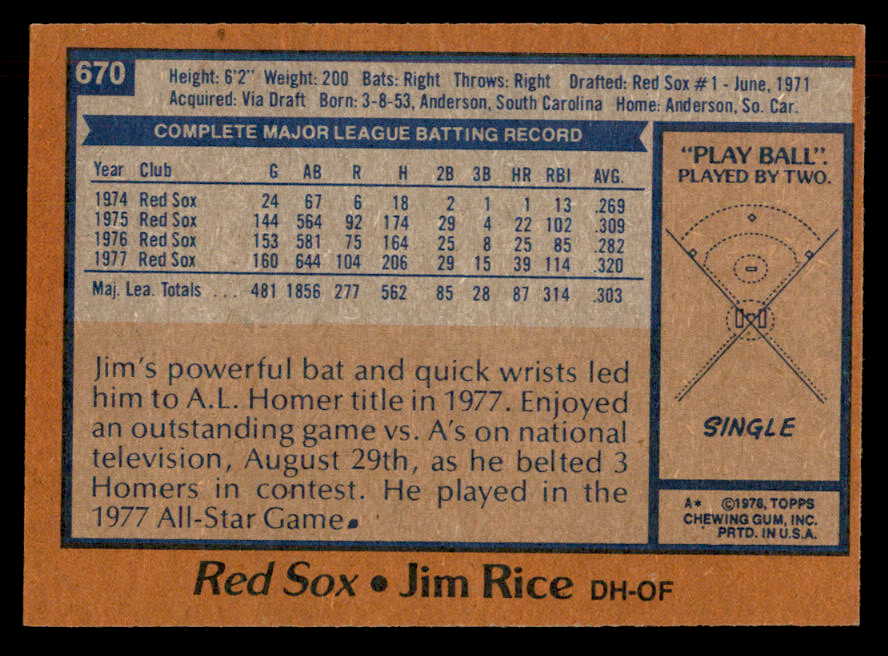 670
Height: 6'2" Weight: 200 Bats: Right Throws: Right Drafted: Red Sox #1 - June, 1971
Acquired: Via Draft Born: 3-8-53, Anderson, South Carolina Home: Anderson, So. Car.
COMPLETE MAJOR LEAGUE BATTING RECORD
Year Club G AB R H 2B 3B HR RBI AVG.
1974 Red Sox 24 67 6 18 2 1 1 13 .269
1975 Red Sox 144 564 92 174 29 4 22 102 .309
1976 Red Sox 153 581 75 164 25 8 25 85 .282
1977 Red Sox 160 644 104 206 29 15 39 114 .320
Maj. Lea. Totals ... 481 1856 277 562 85 28 87 314 .303
Jim's powerful bat and quick wrists led
him to A.L. Homer title in 1977. Enjoyed
an outstanding game vs. A's on national
television, August 29th, as he belted 3
Homers in contest. He played in the
1977 All-Star Game.
"PLAY BALL".
PLAYED BY TWO.
SINGLE
A* ©1978, TOPPS
CHEWING GUM, INC.
PRTD. IN U.S.A.
Red Sox • Jim Rice DH-OF